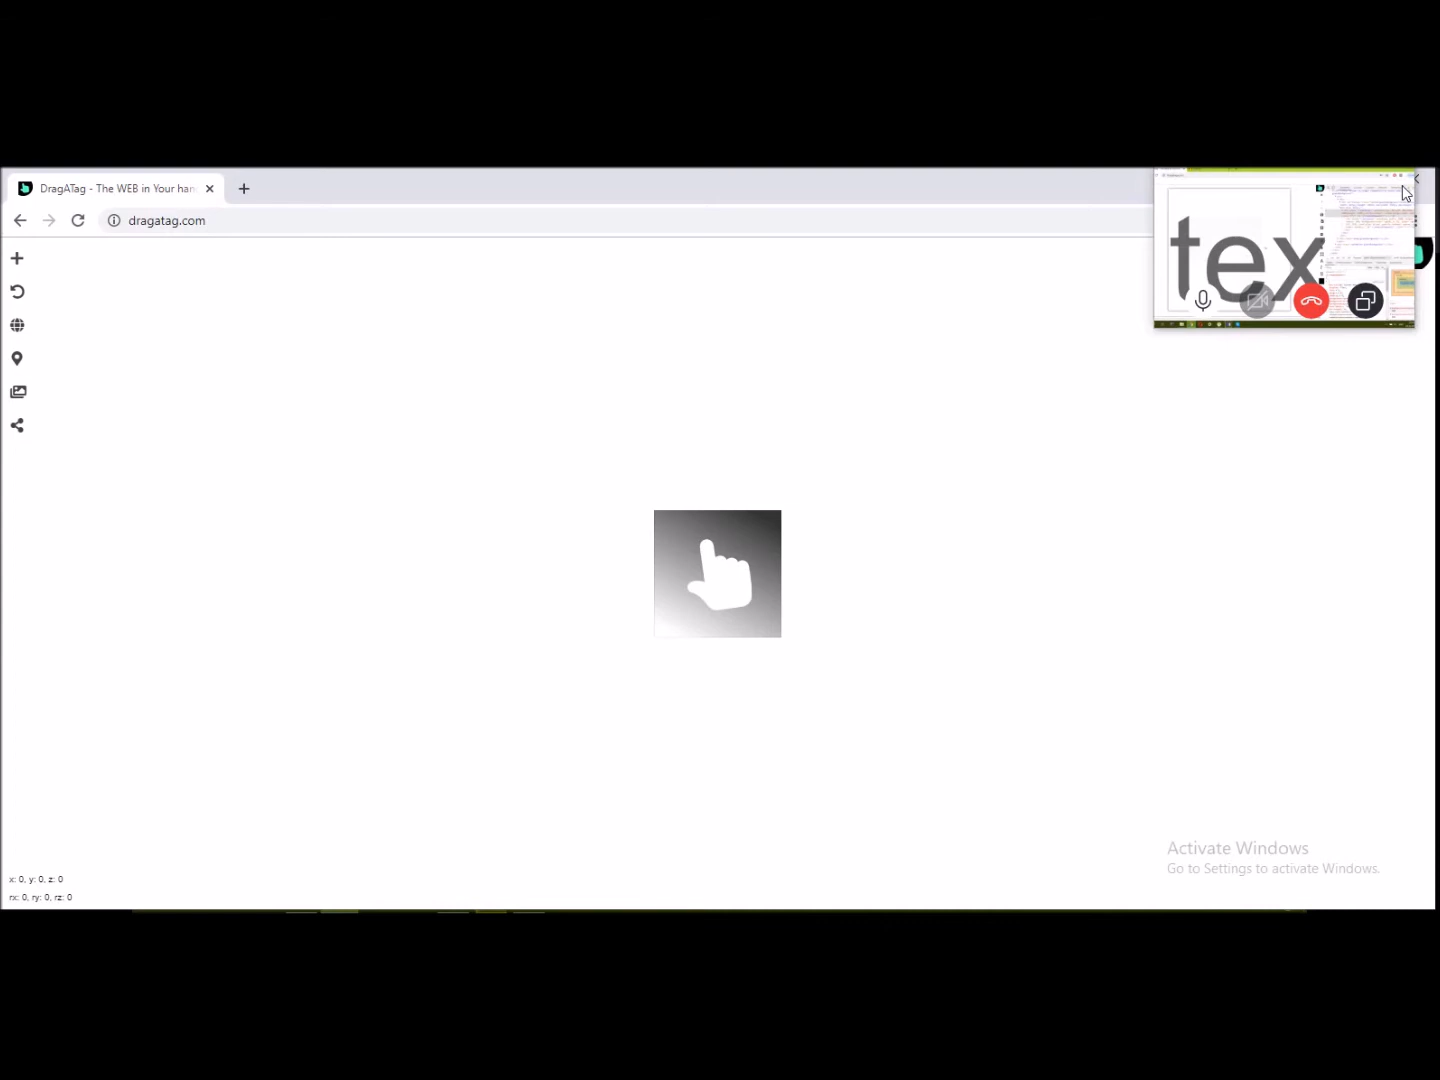 DragATag - The WEB in Your han
dragatag.com
tex
x: 0, y: 0, z: 0
rx: 0, ry: 0, rz: 0
Activate Windows
Go to Settings to activate Windows.